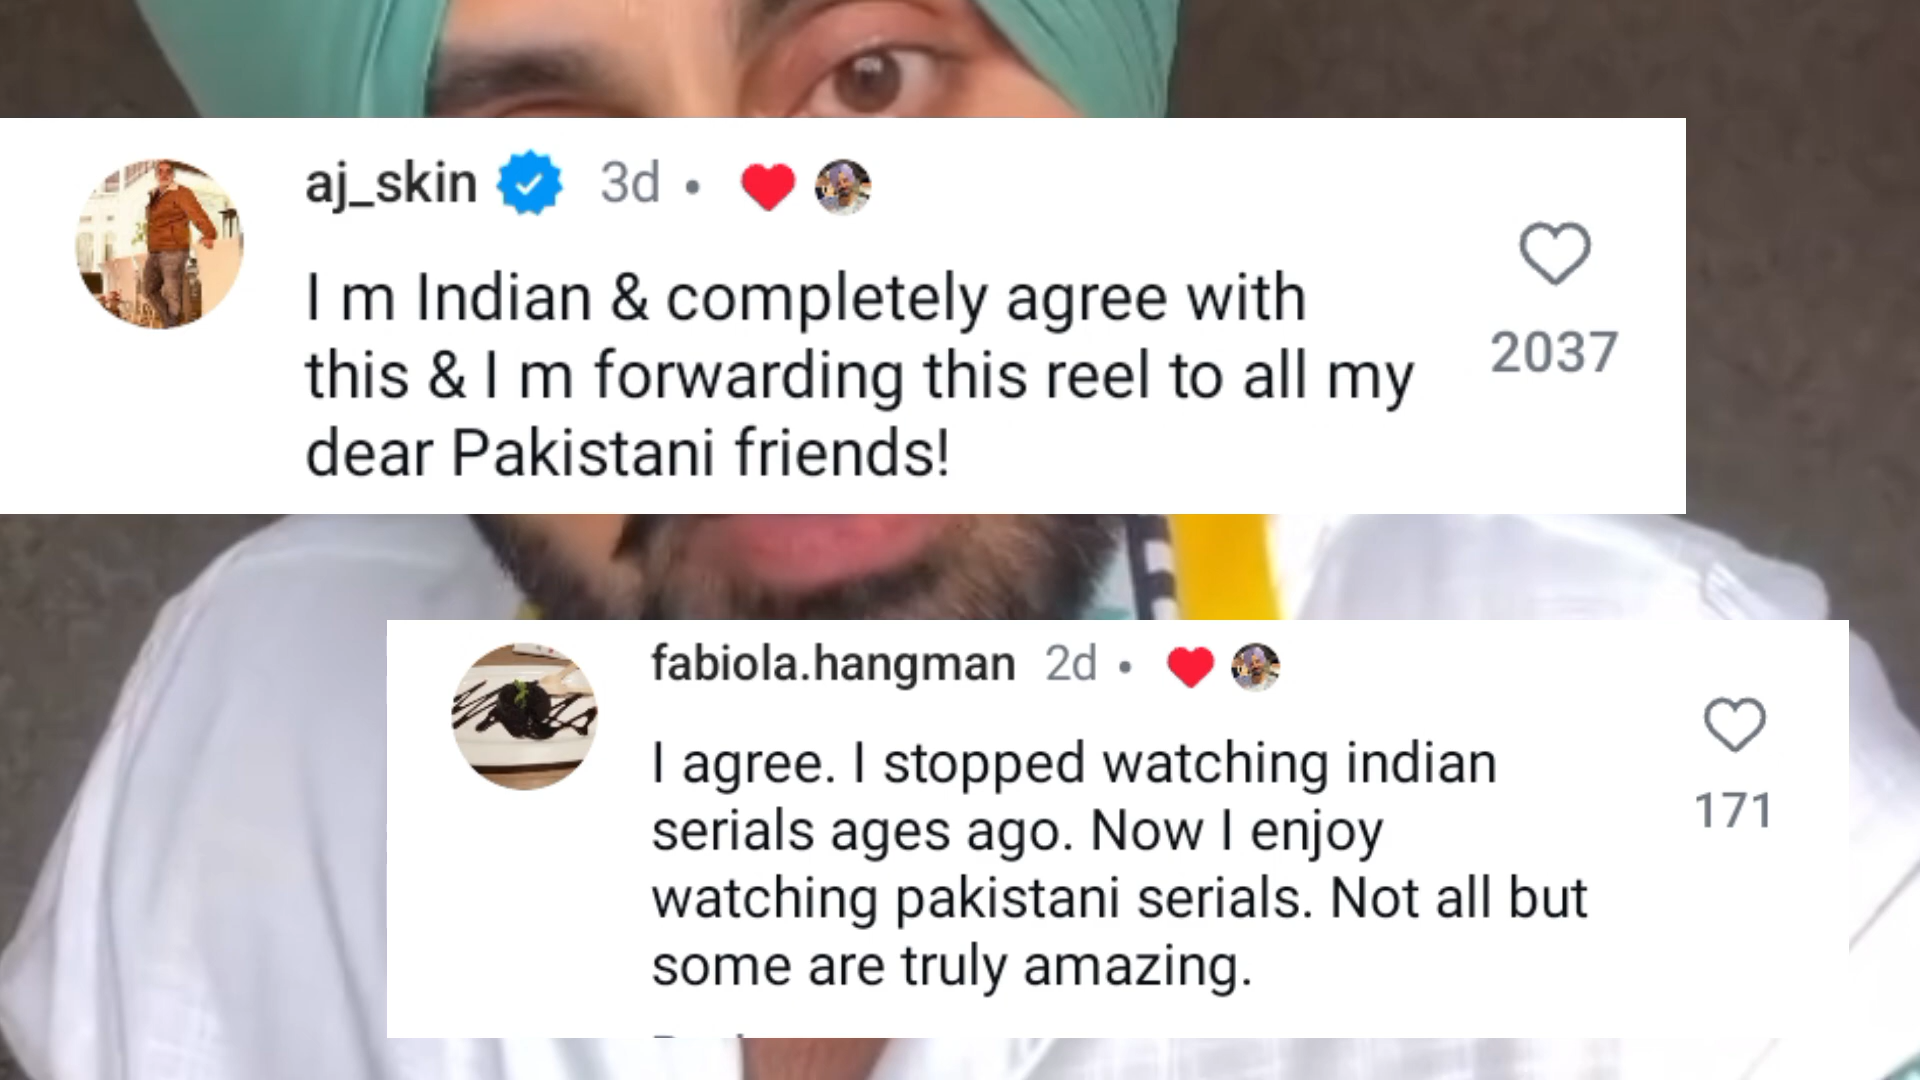 aj_skin 3d •
I m Indian & completely agree with
this & I m forwarding this reel to all my
dear Pakistani friends!
2037
fabiola.hangman 2d •
I agree. I stopped watching indian
serials ages ago. Now I enjoy
watching pakistani serials. Not all but
some are truly amazing.
171